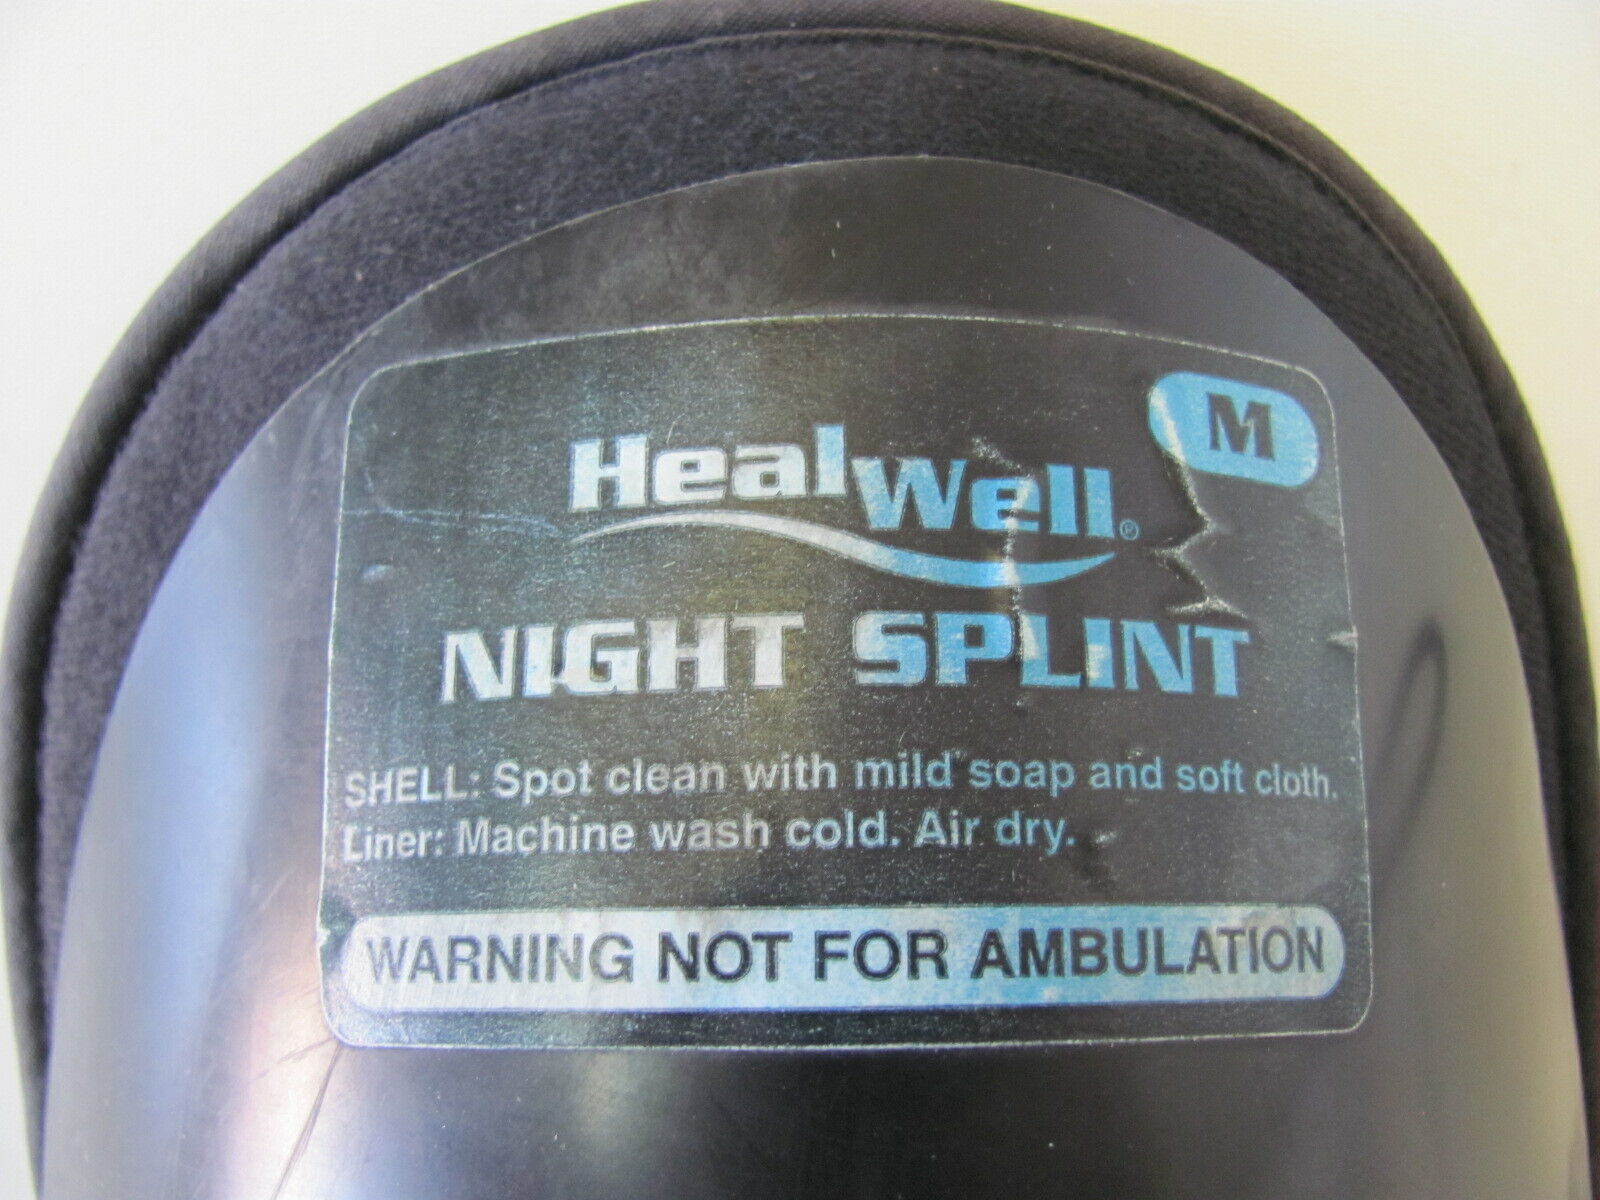 M
HealWell®
NIGHT SPLINT
SHELL: Spot clean with mild soap and soft cloth.
Liner: Machine wash cold. Air dry.
WARNING NOT FOR AMBULATION